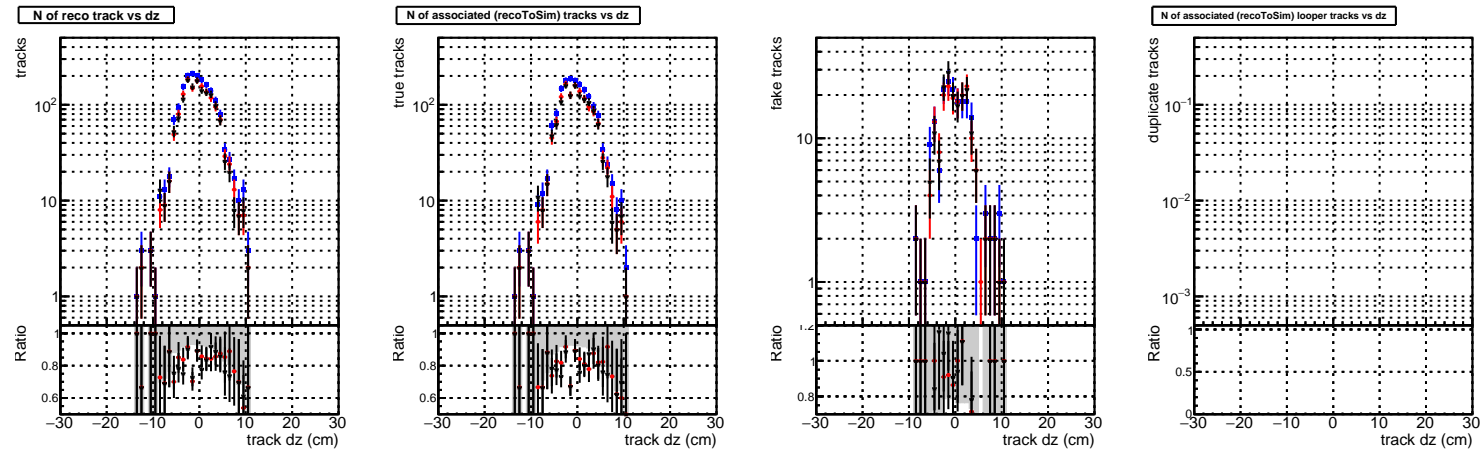 N of reco track vs dz
tracks
10²
10
1
Ratio
1
0.8
0.6
−30 −20 −10 0 10 20 30
track dz (cm)
N of associated (recoToSim) tracks vs dz
true tracks
10²
10
1
Ratio
1
0.8
0.6
−30 −20 −10 0 10 20 30
track dz (cm)
fake tracks
10
1
Ratio
1.2
1
0.8
−30 −20 −10 0 10 20 30
track dz (cm)
N of associated (recoToSim) looper tracks vs dz
duplicate tracks
10⁻¹
10⁻²
10⁻³
Ratio
1
0.5
0
−30 −20 −10 0 10 20 30
track dz (cm)